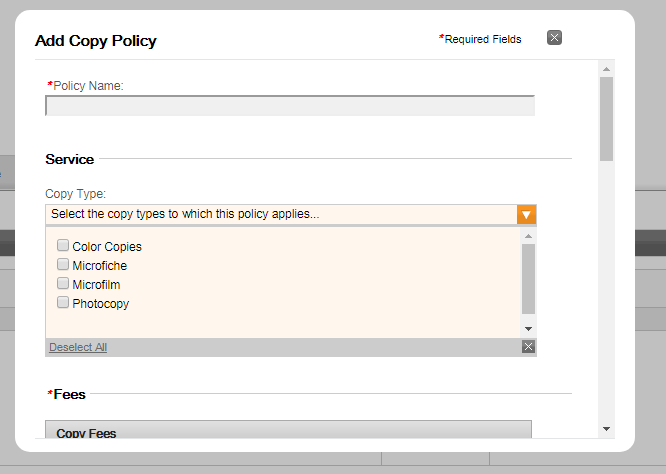 Add Copy Policy
*Required Fields
*Policy Name:
Service
Copy Type:
Select the copy types to which this policy applies...
Color Copies
Microfiche
Microfilm
Photocopy
Deselect All
*Fees
Copy Fees